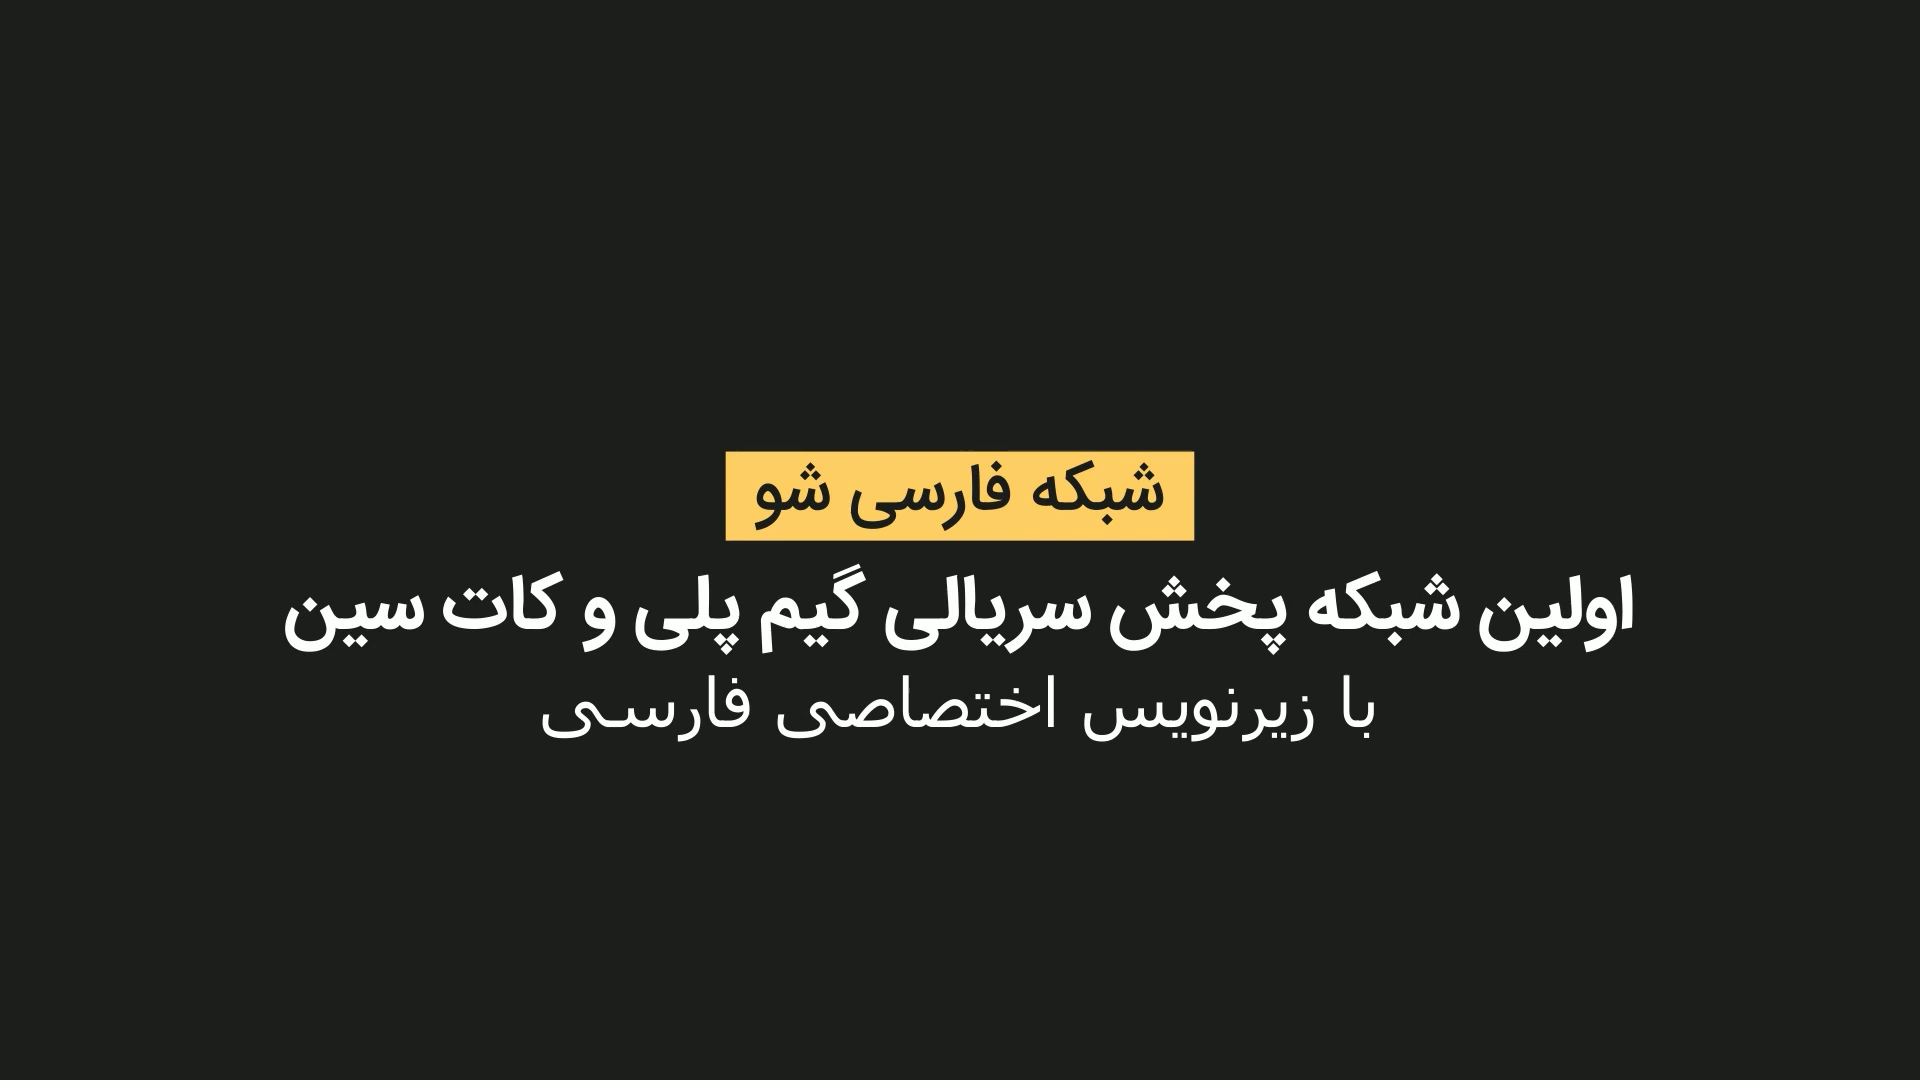 شبکه فارسی شو
اولین شبکه پخش سریالی گیم پلی و کات سین
با زیرنویس اختصاصی فارسی